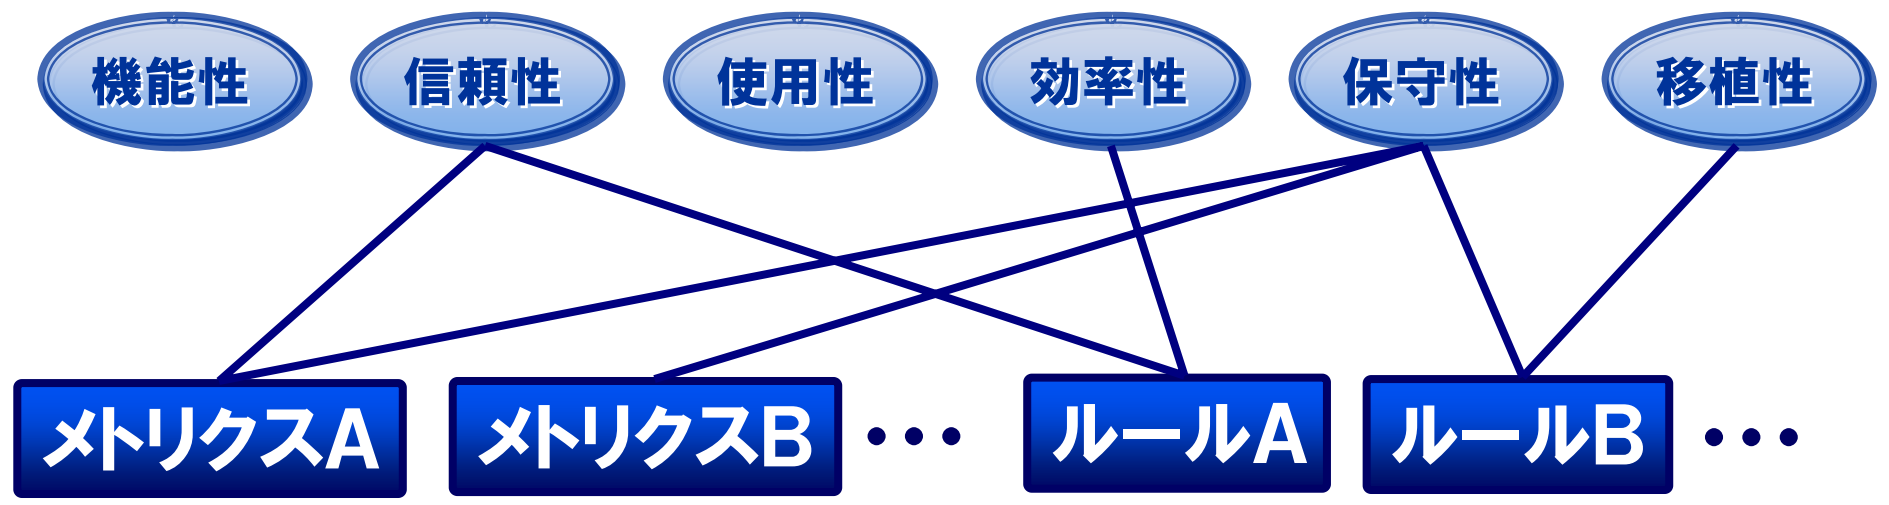 機能性 信頼性 使用性 効率性 保守性 移植性
メトリクスA メトリクスB ・・・ ルールA ルールB ・・・